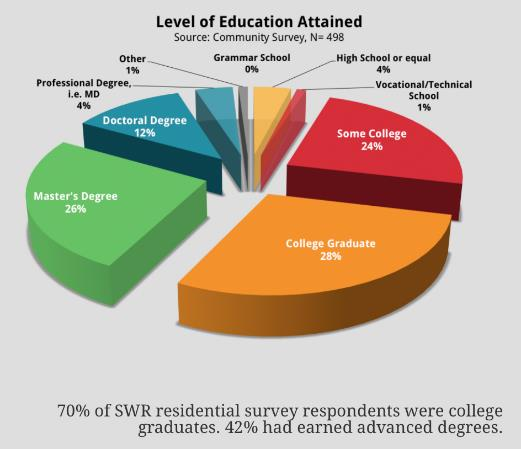 Level of Education Attained
Source: Community Survey, N= 498
Other
1%
Grammar School
0%
High School or equal
4%
Professional Degree,
i.e. MD
4%
Vocational/Technical
School
1%
Doctoral Degree
12%
Some College
24%
Master's Degree
26%
College Graduate
28%
70% of SWR residential survey respondents were college
graduates. 42% had earned advanced degrees.